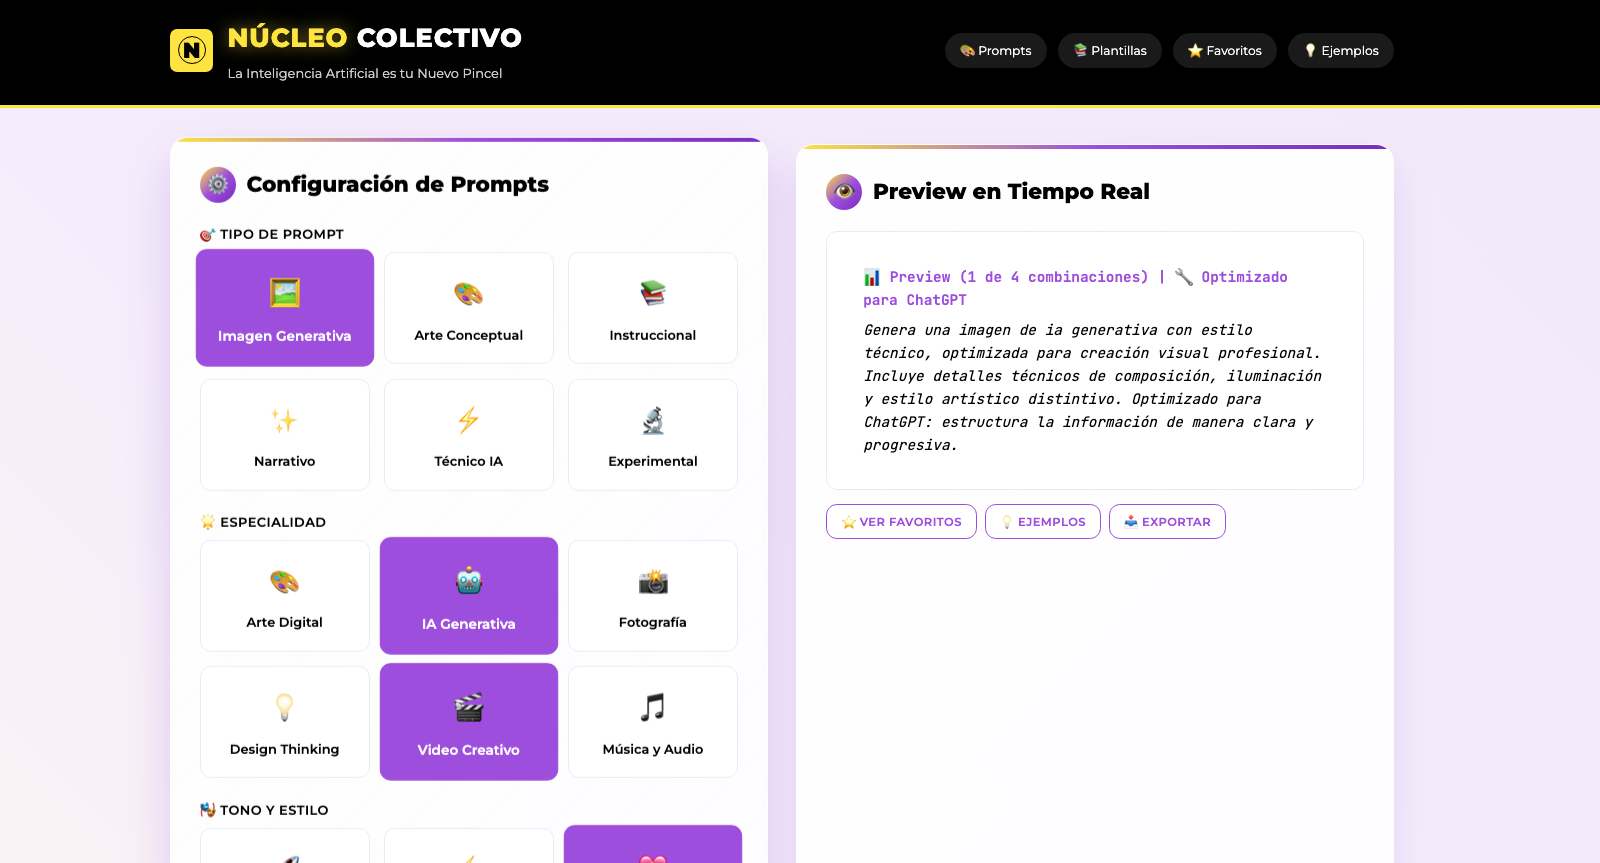 N
NÚCLEO COLECTIVO
La Inteligencia Artificial es tu Nuevo Pincel
Prompts
Plantillas
Favoritos
Ejemplos
Configuración de Prompts
TIPO DE PROMPT
Imagen Generativa
Arte Conceptual
Instruccional
Narrativo
Técnico IA
Experimental
ESPECIALIDAD
Arte Digital
IA Generativa
Fotografía
Design Thinking
Video Creativo
Música y Audio
TONO Y ESTILO
Preview en Tiempo Real
Preview (1 de 4 combinaciones) | Optimizado
para ChatGPT
Genera una imagen de ia generativa con estilo
técnico, optimizada para creación visual profesional.
Incluye detalles técnicos de composición, iluminación
y estilo artístico distintivo. Optimizado para
ChatGPT: estructura la información de manera clara y
progresiva.
VER FAVORITOS
EJEMPLOS
EXPORTAR